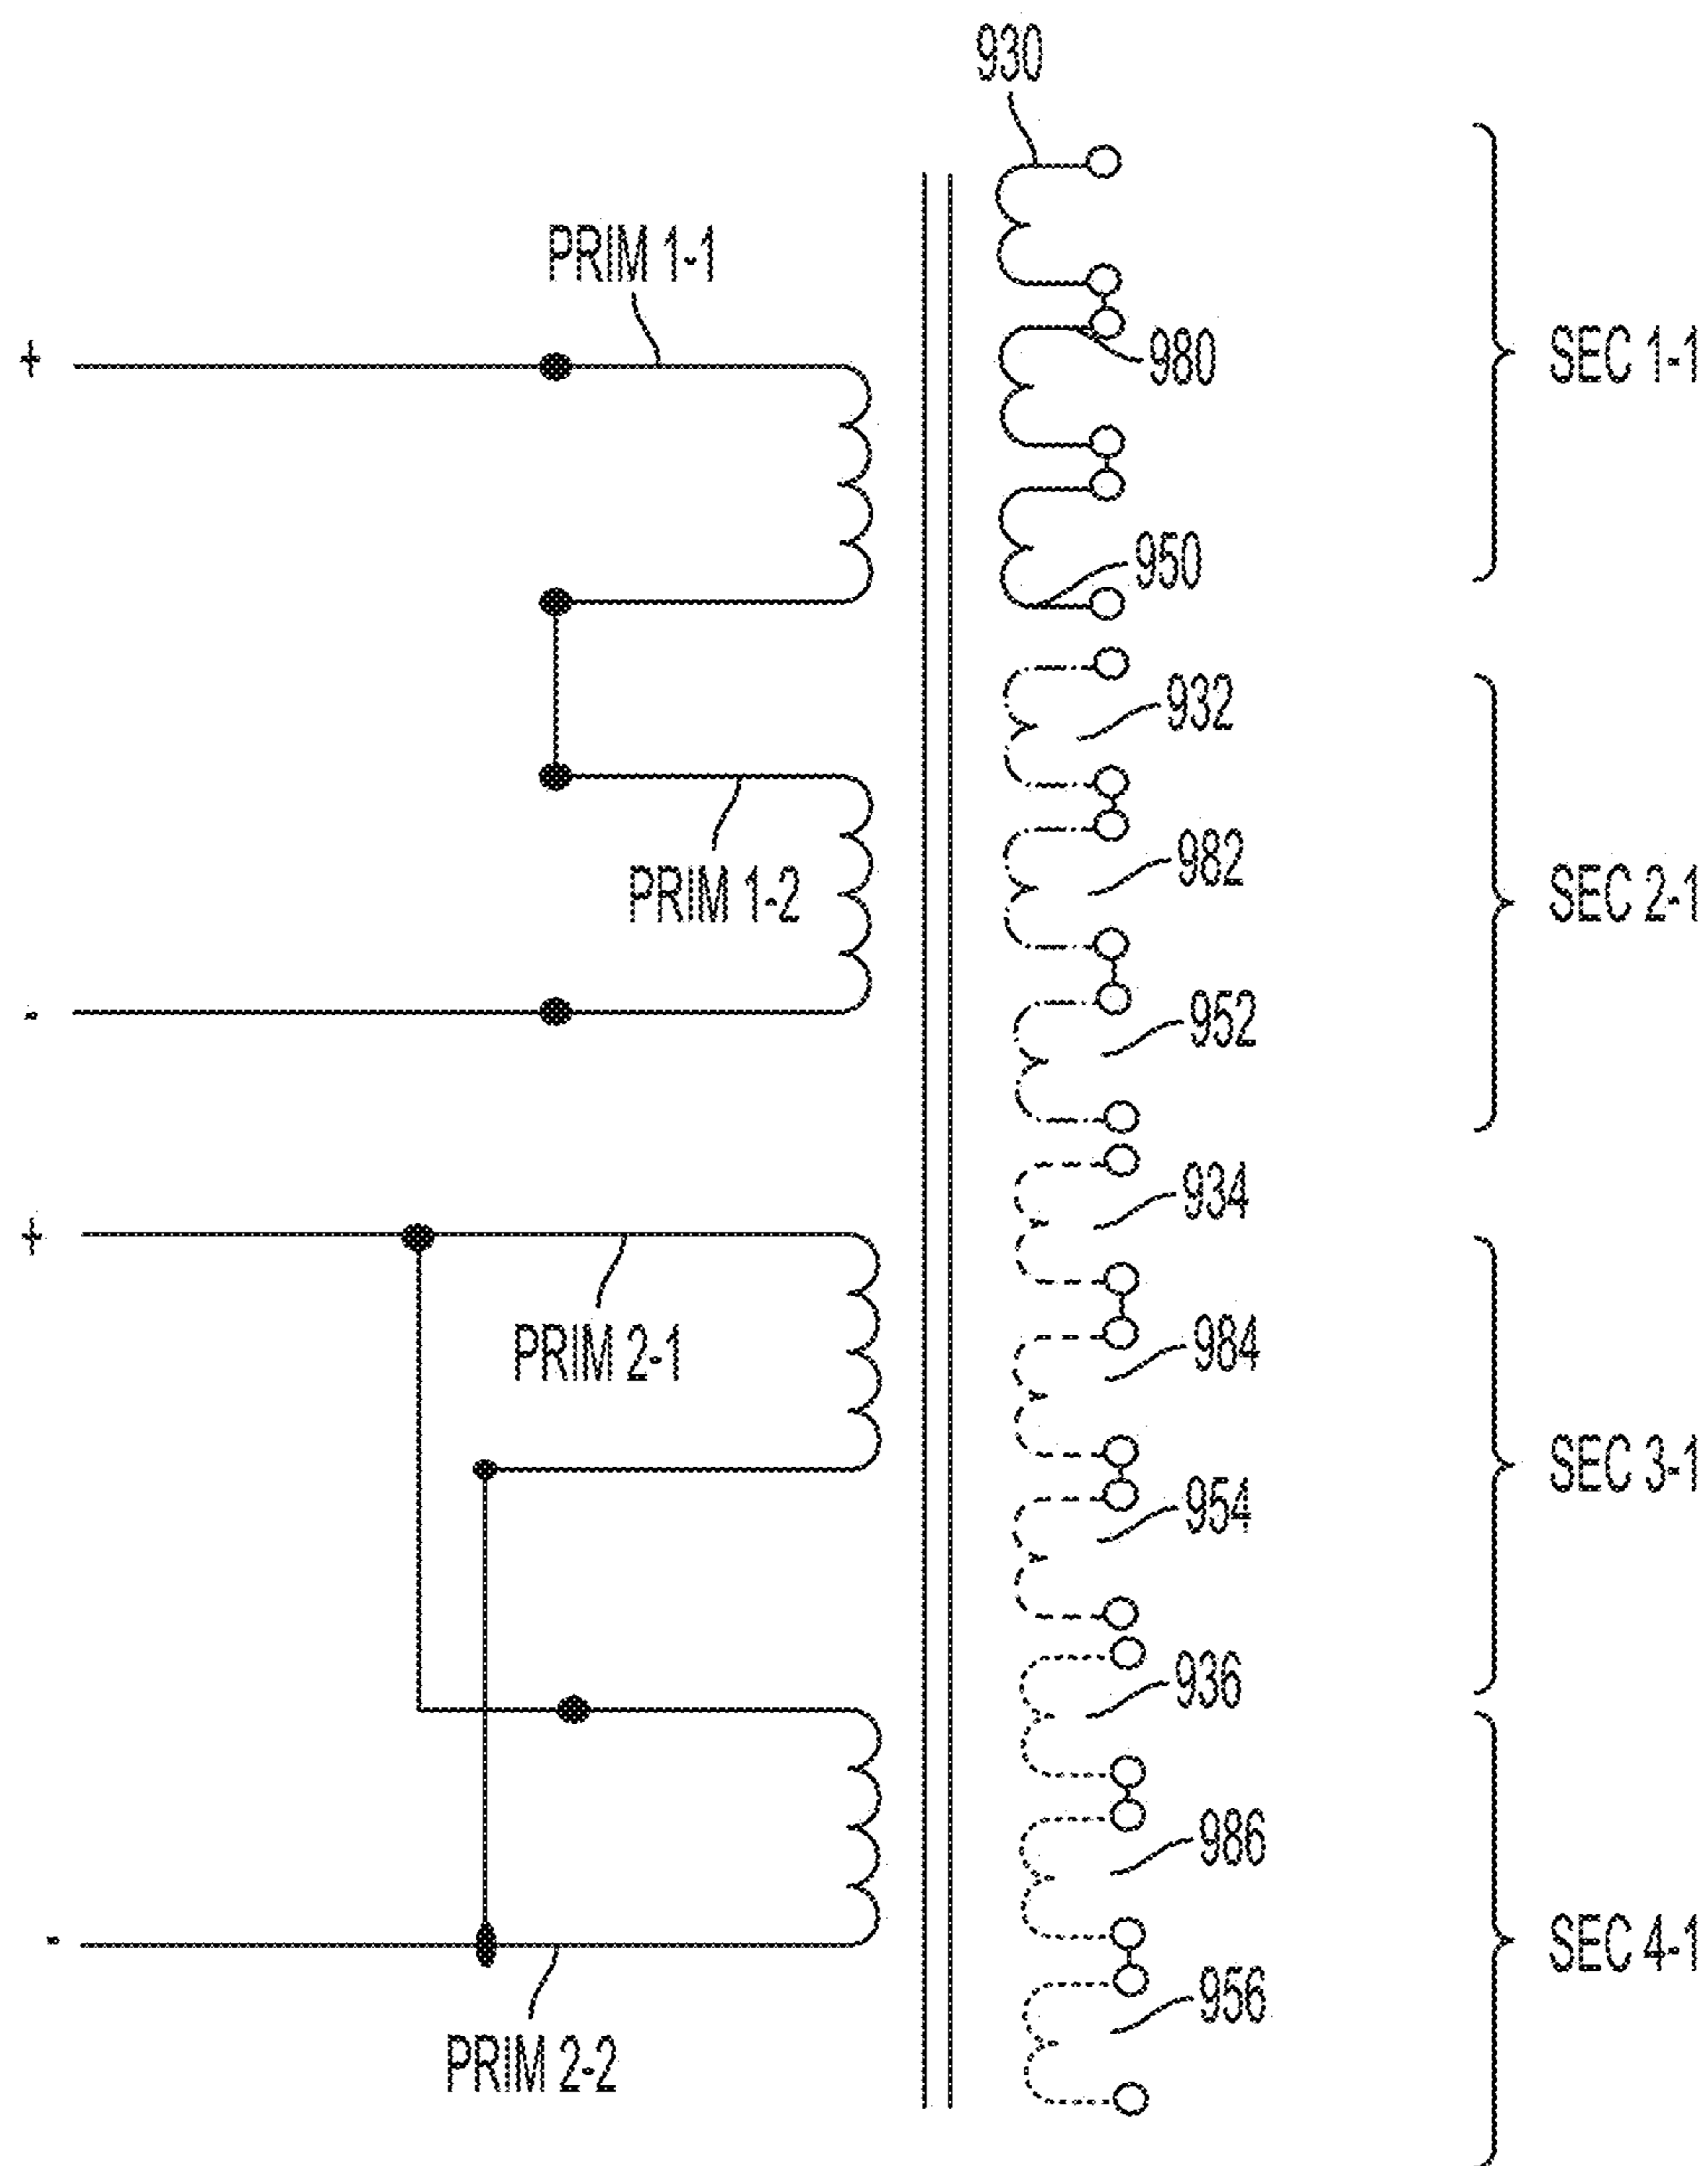 930
PRIM 1-1
+
980
SEC 1-1
950
932
PRIM 1-2
982
SEC 2-1
-
952
934
+
PRIM 2-1
984
SEC 3-1
954
936
986
-
SEC 4-1
956
PRIM 2-2